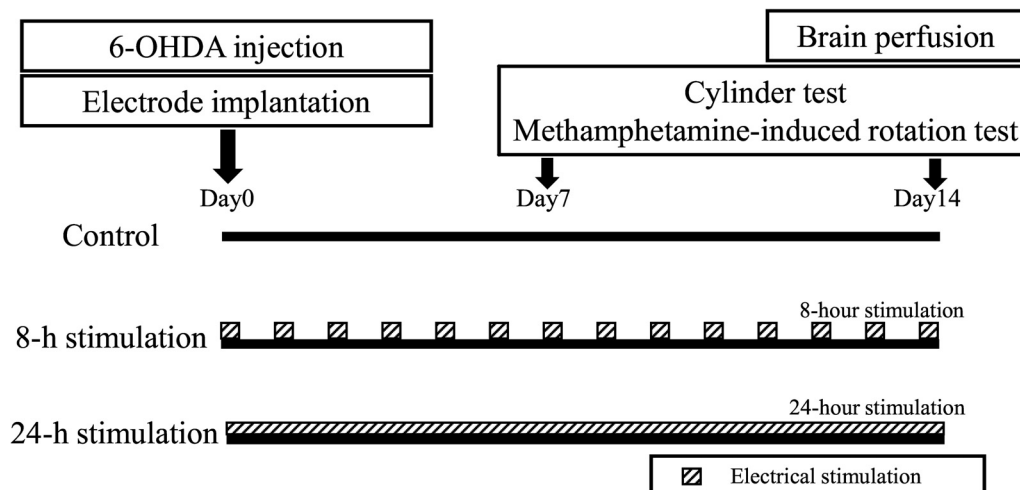 6-OHDA injection
Electrode implantation
Brain perfusion
Cylinder test
Methamphetamine-induced rotation test
Day0
Day7
Day14
Control
8-hour stimulation
8-h stimulation
24-hour stimulation
24-h stimulation
Electrical stimulation